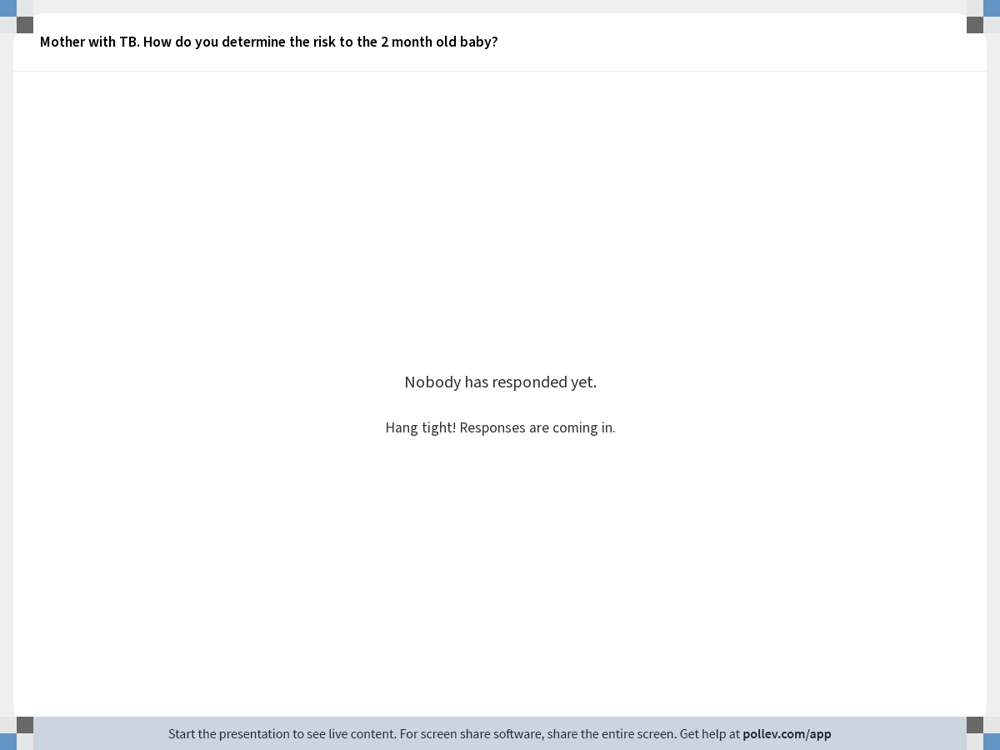 Mother with TB. How do you determine the risk to the 2 month old baby?
Nobody has responded yet.
Hang tight! Responses are coming in.
Start the presentation to see live content. For screen share software, share the entire screen. Get help at pollev.com/app